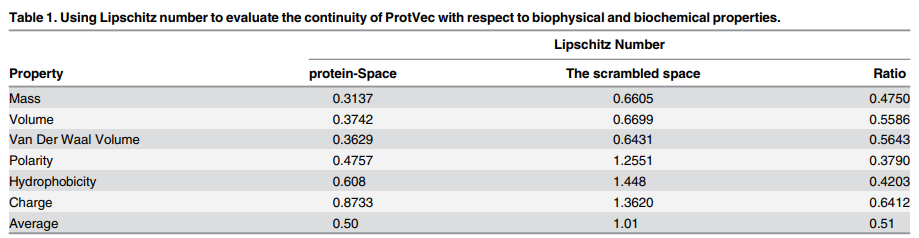 Table 1. Using Lipschitz number to evaluate the continuity of ProtVec with respect to biophysical and biochemical properties.
Lipschitz Number
Property protein-Space The scrambled space Ratio
Mass 0.3137 0.6605 0.4750
Volume 0.3742 0.6699 0.5586
Van Der Waal Volume 0.3629 0.6431 0.5643
Polarity 0.4757 1.2551 0.3790
Hydrophobicity 0.608 1.448 0.4203
Charge 0.8733 1.3620 0.6412
Average 0.50 1.01 0.51